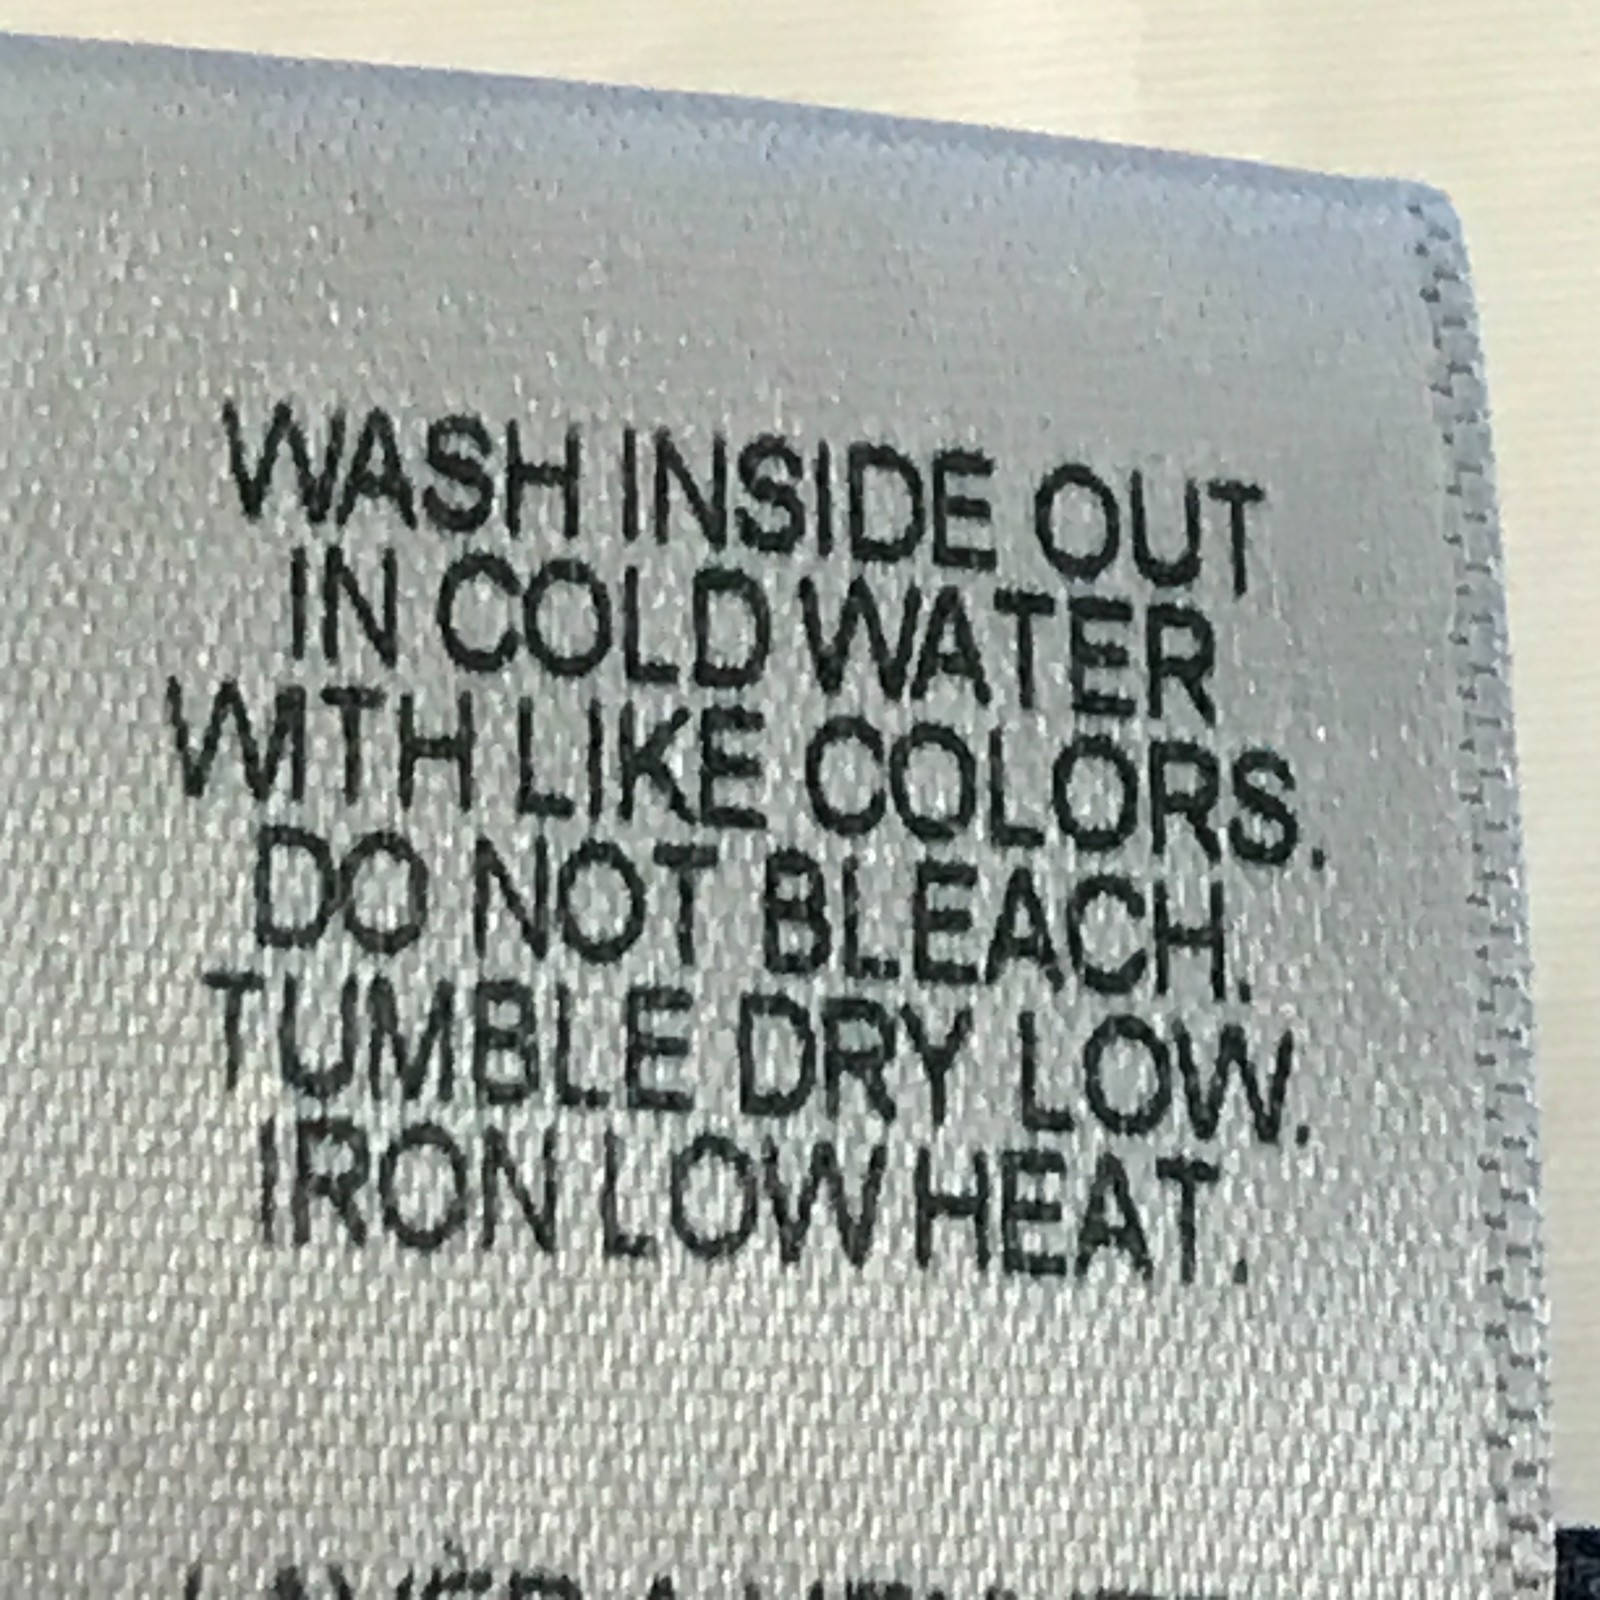 WASH INSIDE OUT
IN COLD WATER
WITH LIKE COLORS.
DO NOT BLEACH.
TUMBLE DRY LOW.
IRON LOW HEAT.